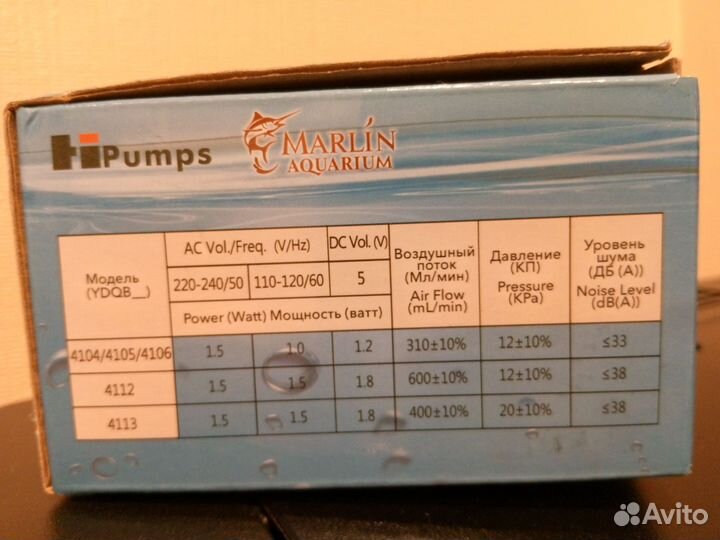 Hi Pumps
MARLIN
AQUARIUM
Модель
(YDQB__)
AC Vol./Freq. (V/Hz)
DC Vol. (V)
220-240/50
110-120/60
5
Power (Watt) Мощность (ватт)
Воздушный
поток
(Мл/мин)
Air Flow
(mL/min)
Давление
(КП)
Pressure
(KPa)
Уровень
шума
(ДБ (А))
Noise Level
(dB(A))
4104/4105/4106 1.5 1.0 1.2 310±10% 12±10% ≤33
4112 1.5 1.5 1.8 600±10% 12±10% ≤38
4113 1.5 1.5 1.8 400±10% 20±10% ≤38
Avito